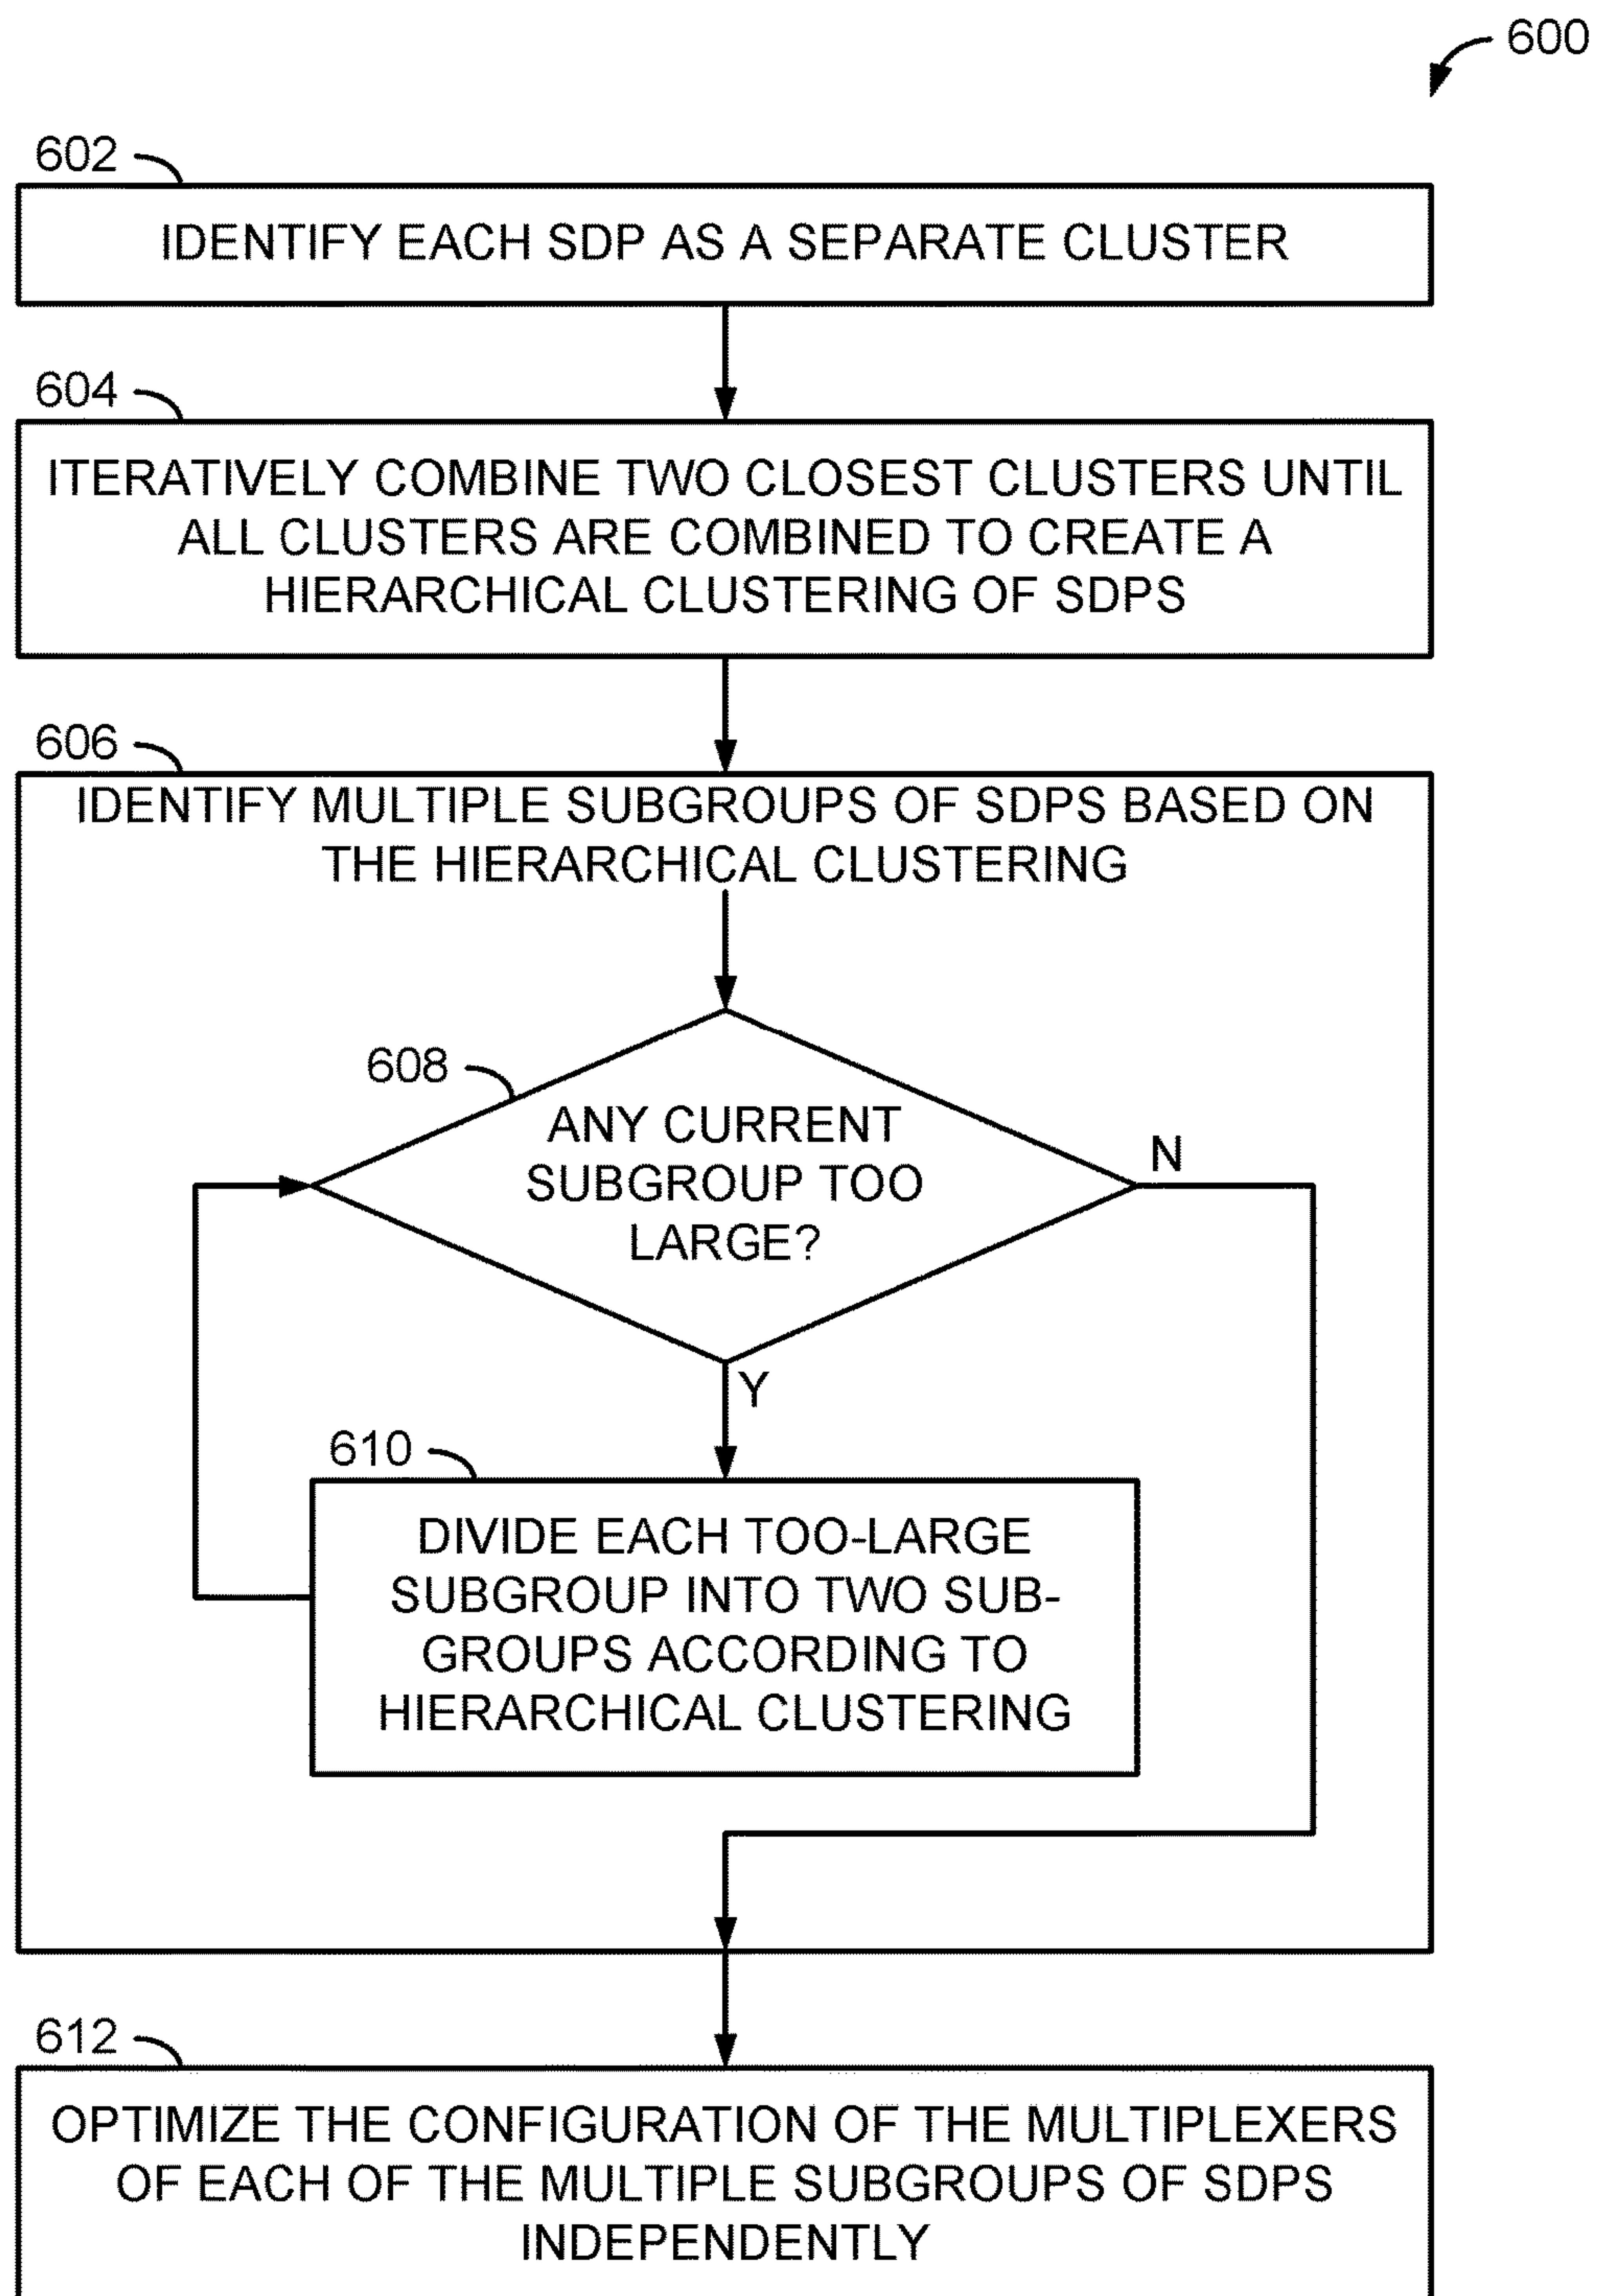 600
602
IDENTIFY EACH SDP AS A SEPARATE CLUSTER
604
ITERATIVELY COMBINE TWO CLOSEST CLUSTERS UNTIL
ALL CLUSTERS ARE COMBINED TO CREATE A
HIERARCHICAL CLUSTERING OF SDPS
606
IDENTIFY MULTIPLE SUBGROUPS OF SDPS BASED ON
THE HIERARCHICAL CLUSTERING
608
ANY CURRENT
SUBGROUP TOO
LARGE?
N
Y
610
DIVIDE EACH TOO-LARGE
SUBGROUP INTO TWO SUB-
GROUPS ACCORDING TO
HIERARCHICAL CLUSTERING
612
OPTIMIZE THE CONFIGURATION OF THE MULTIPLEXERS
OF EACH OF THE MULTIPLE SUBGROUPS OF SDPS
INDEPENDENTLY